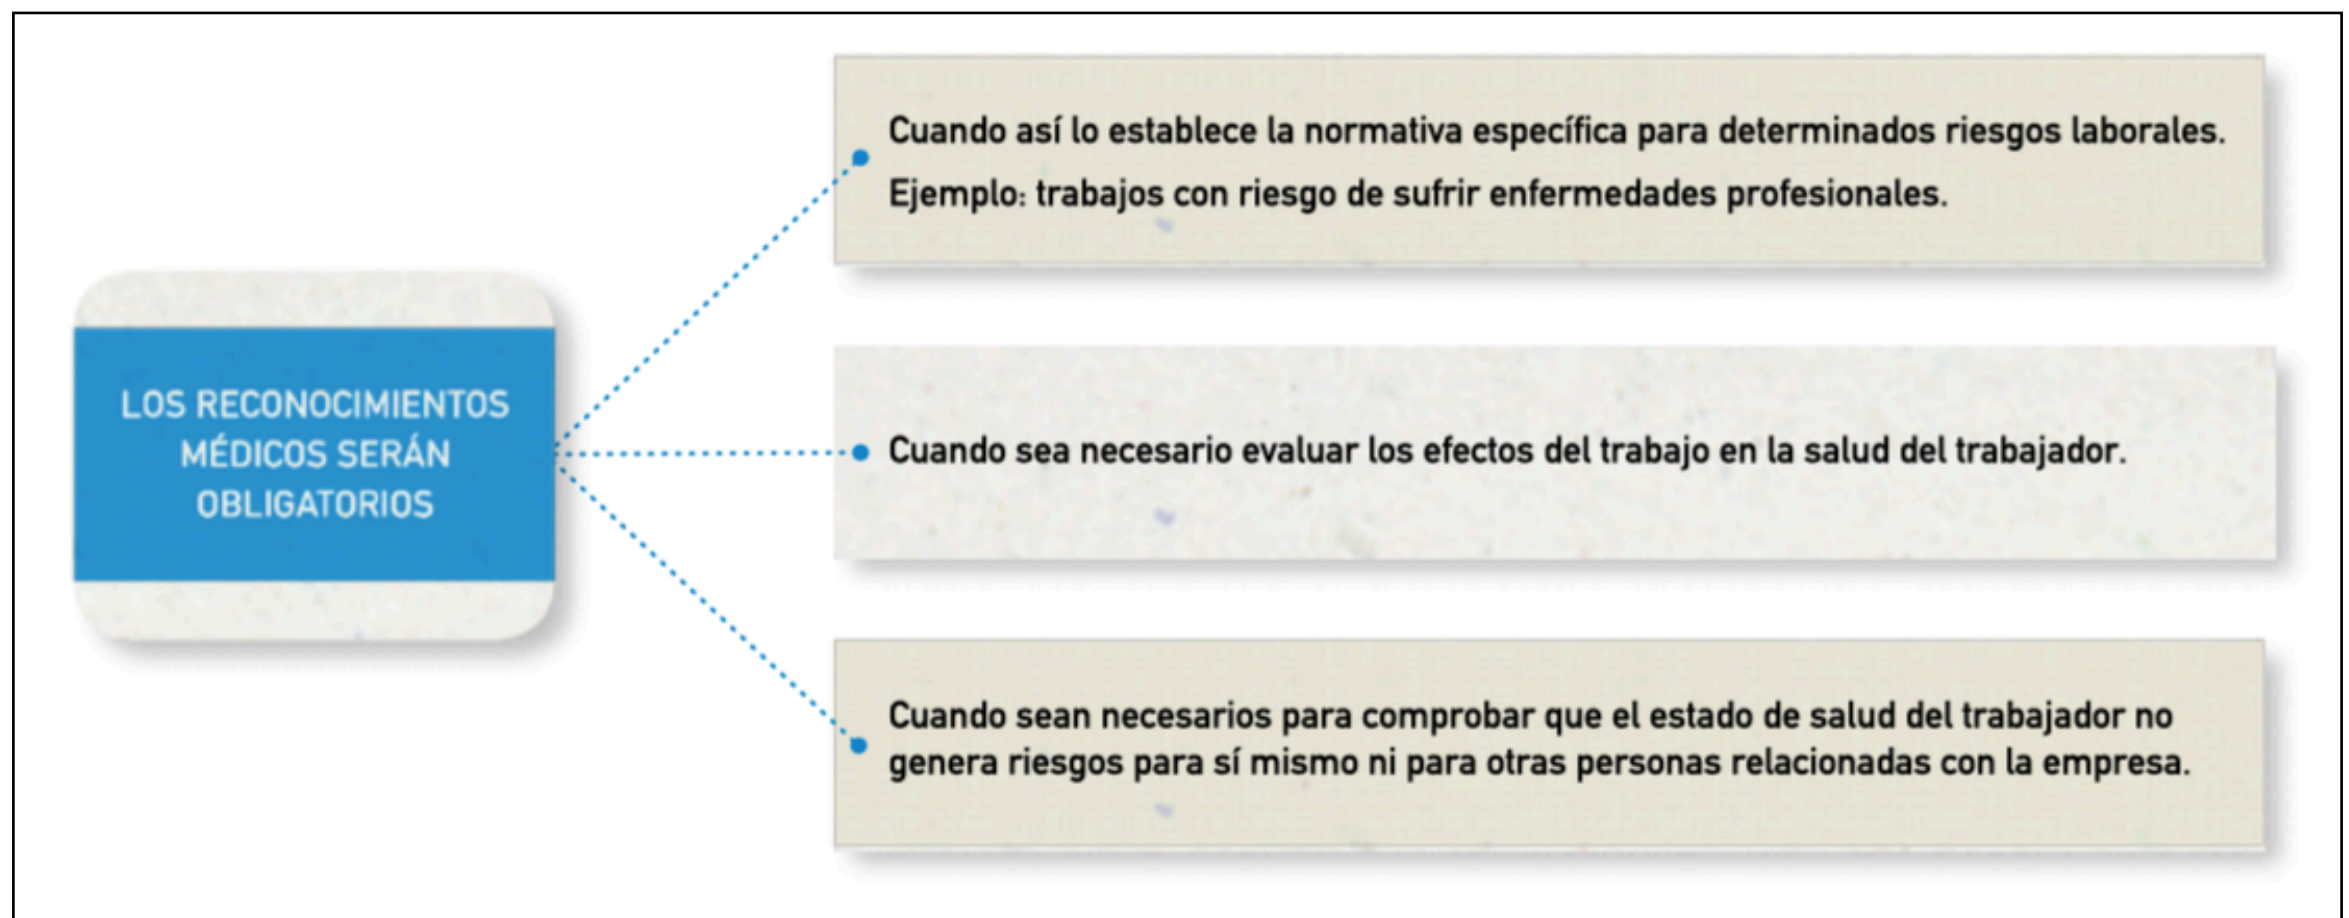 LOS RECONOCIMIENTOS
MÉDICOS SERÁN
OBLIGATORIOS
Cuando así lo establece la normativa específica para determinados riesgos laborales.
Ejemplo: trabajos con riesgo de sufrir enfermedades profesionales.
Cuando sea necesario evaluar los efectos del trabajo en la salud del trabajador.
Cuando sean necesarios para comprobar que el estado de salud del trabajador no
genera riesgos para sí mismo ni para otras personas relacionadas con la empresa.